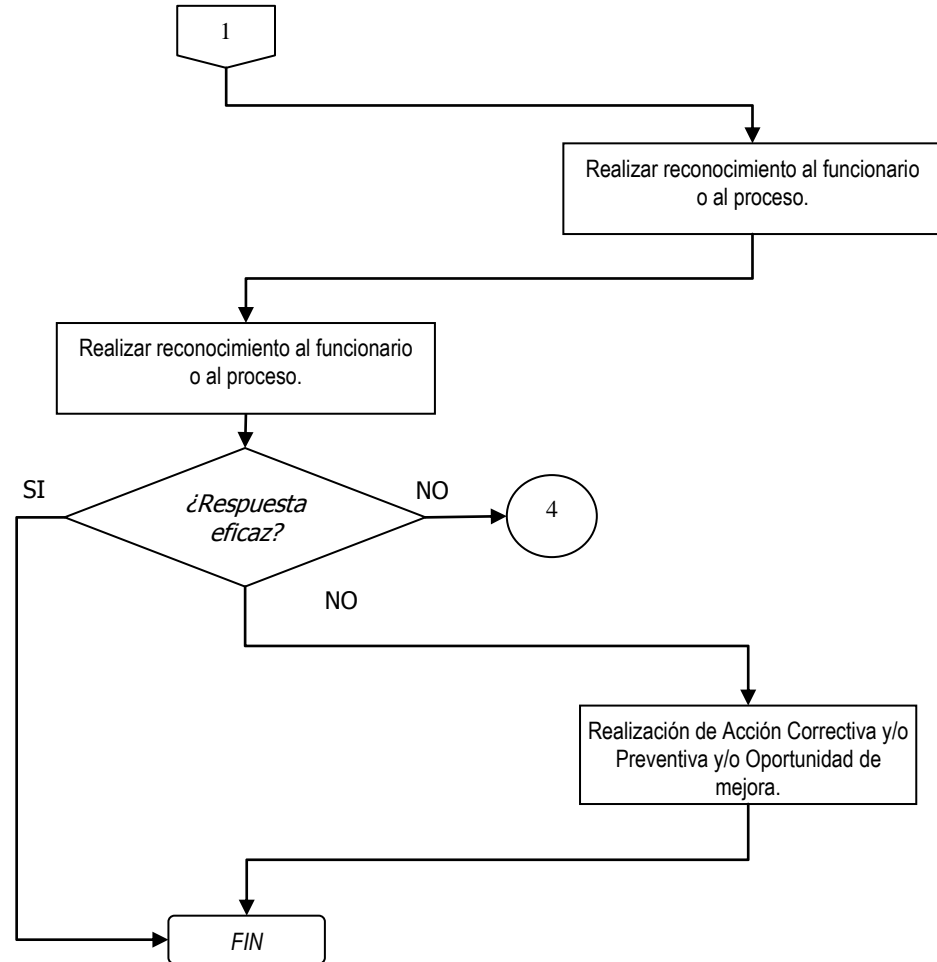 1
Realizar reconocimiento al funcionario
o al proceso.
Realizar reconocimiento al funcionario
o al proceso.
SI
¿Respuesta
eficaz?
NO
4
NO
Realización de Acción Correctiva y/o
Preventiva y/o Oportunidad de
mejora.
FIN